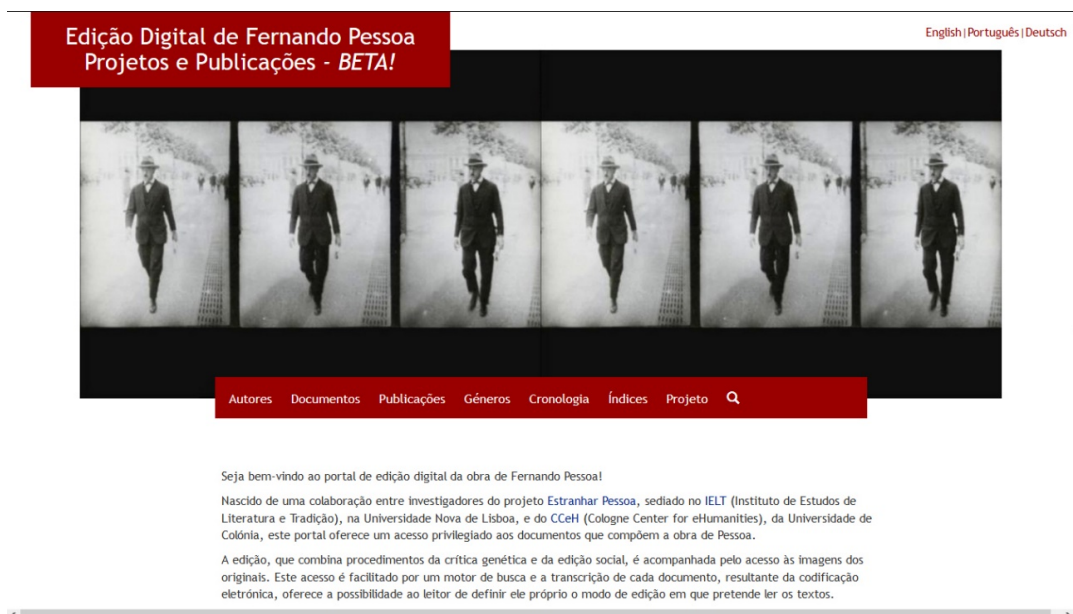 Edição Digital de Fernando Pessoa
Projetos e Publicações - BETA!
English|Português|Deutsch
Autores Documentos Publicações Géneros Cronologia Índices Projeto
Seja bem-vindo ao portal de edição digital da obra de Fernando Pessoa!
Nascido de uma colaboração entre investigadores do projeto Estranhar Pessoa, sediado no IELT (Instituto de Estudos de
Literatura e Tradição), na Universidade Nova de Lisboa, e do CCeH (Cologne Center for eHumanities), da Universidade de
Colónia, este portal oferece um acesso privilegiado aos documentos que compõem a obra de Pessoa.
A edição, que combina procedimentos da crítica genética e da edição social, é acompanhada pelo acesso às imagens dos
originais. Este acesso é facilitado por um motor de busca e a transcrição de cada documento, resultante da codificação
eletrónica, oferece a possibilidade ao leitor de definir ele próprio o modo de edição em que pretende ler os textos.